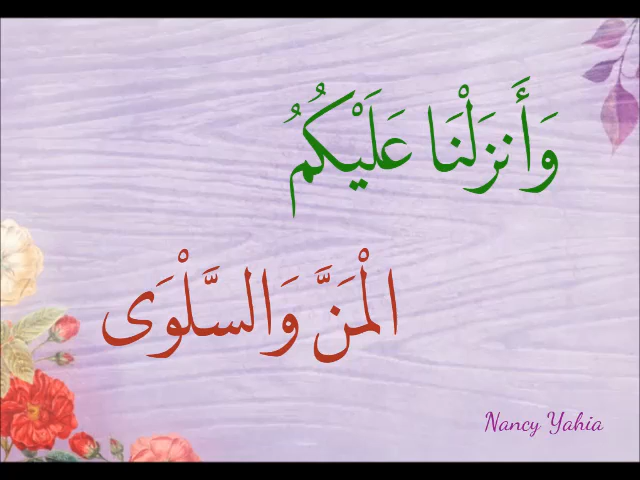 وَأَنزَلْنَا عَلَيْكُمُ
الْمَنَّ وَالسَّلْوَى
Nancy Yahia